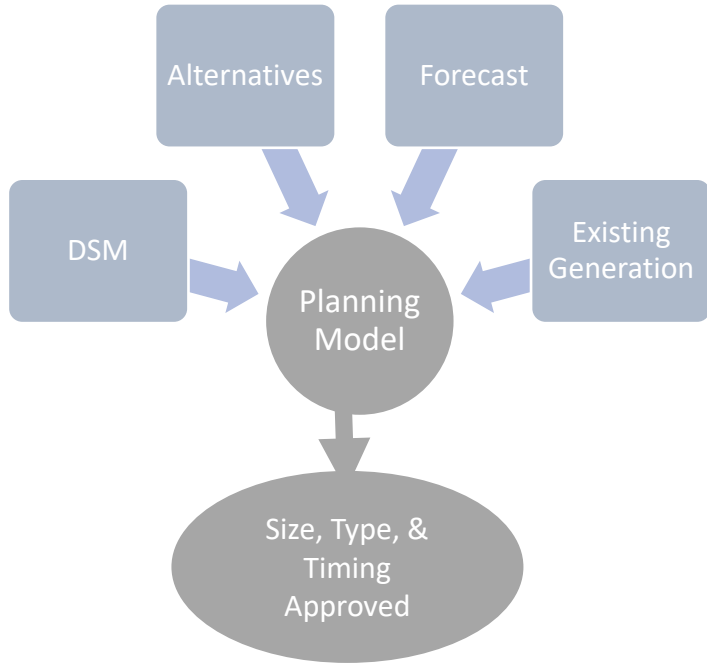 Alternatives
Forecast
DSM
Existing
Generation
Planning
Model
Size, Type, &
Timing
Approved